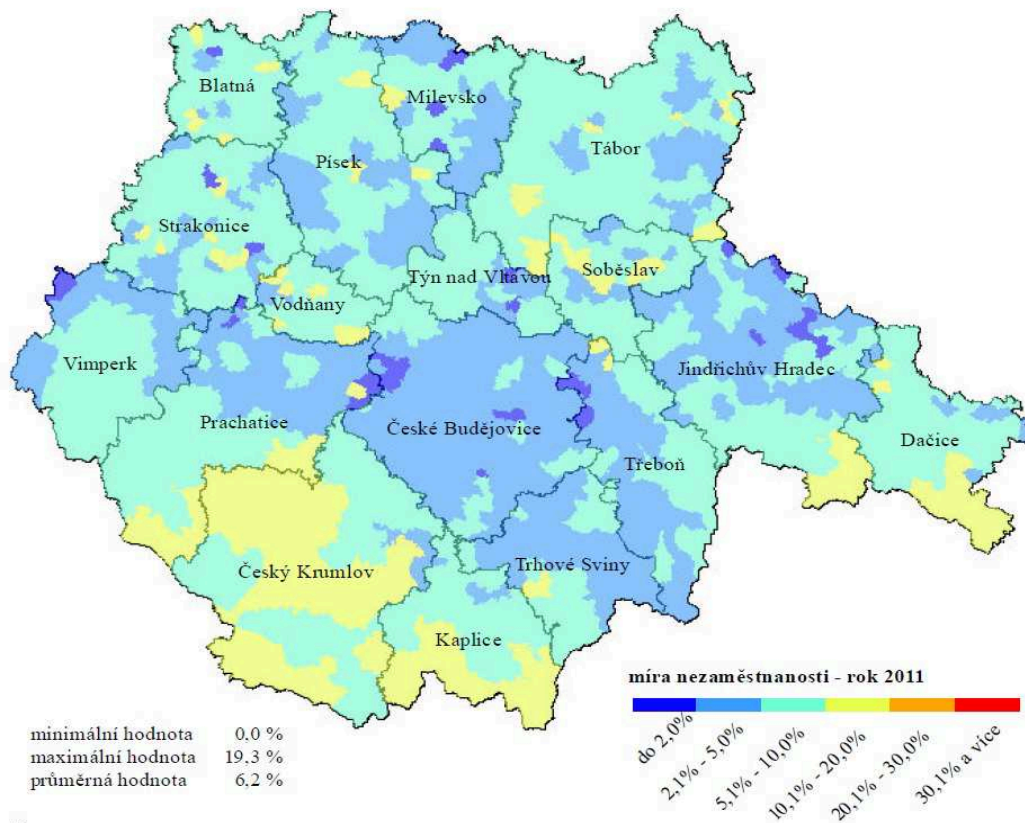 Blatná
Milevsko
Tábor
Písek
Strakonice
Týn nad Vltavou
Soběslav
Vodňany
Vimperk
Jindřichův Hradec
Prachatice
České Budějovice
Dačice
Třeboň
Český Krumlov
Trhové Sviny
Kaplice
míra nezaměstnanosti - rok 2011
do 2,0%
2,1% - 5,0%
5,1% - 10,0%
10,1% - 20,0%
20,1% - 30,0%
30,1% a více
minimální hodnota 0,0 %
maximální hodnota 19,3 %
průměrná hodnota 6,2 %